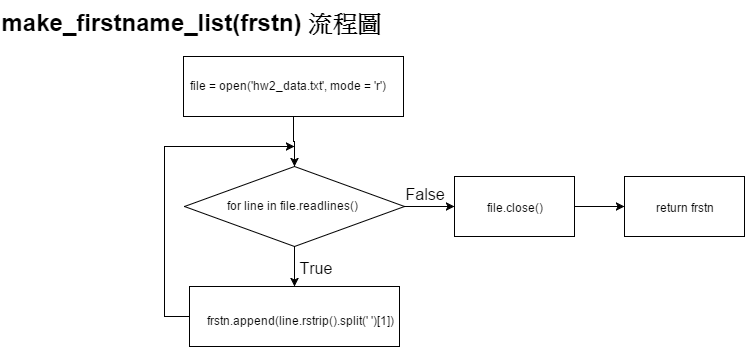 make_firstname_list(frstn) 流程圖
file = open('hw2_data.txt', mode = 'r')
for line in file.readlines()
False
file.close()
return frstn
True
frstn.append(line.rstrip().split(' ')[1])